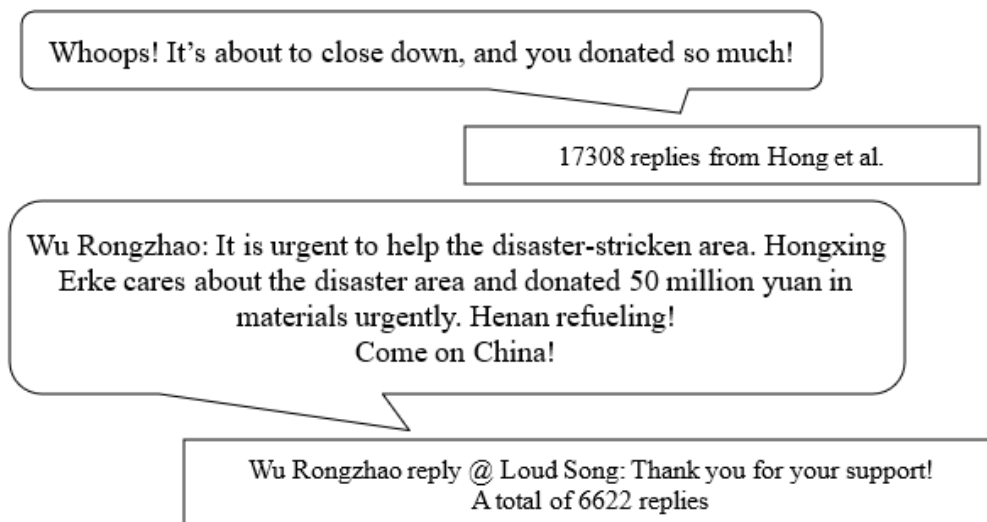 Whoops! It’s about to close down, and you donated so much!
17308 replies from Hong et al.
Wu Rongzhao: It is urgent to help the disaster-stricken area. Hongxing
Erke cares about the disaster area and donated 50 million yuan in
materials urgently. Henan refueling!
Come on China!
Wu Rongzhao reply @ Loud Song: Thank you for your support!
A total of 6622 replies